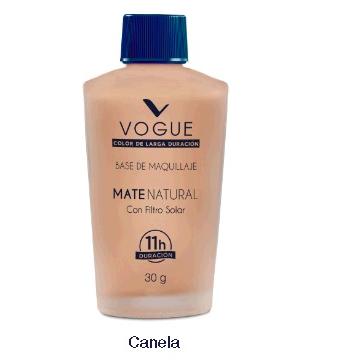 VOGUE
COLOR DE LARGA DURACIÓN
BASE DE MAQUILLAJE
MATE NATURAL
Con Filtro Solar
11h
DURACIÓN
30 g
Canela